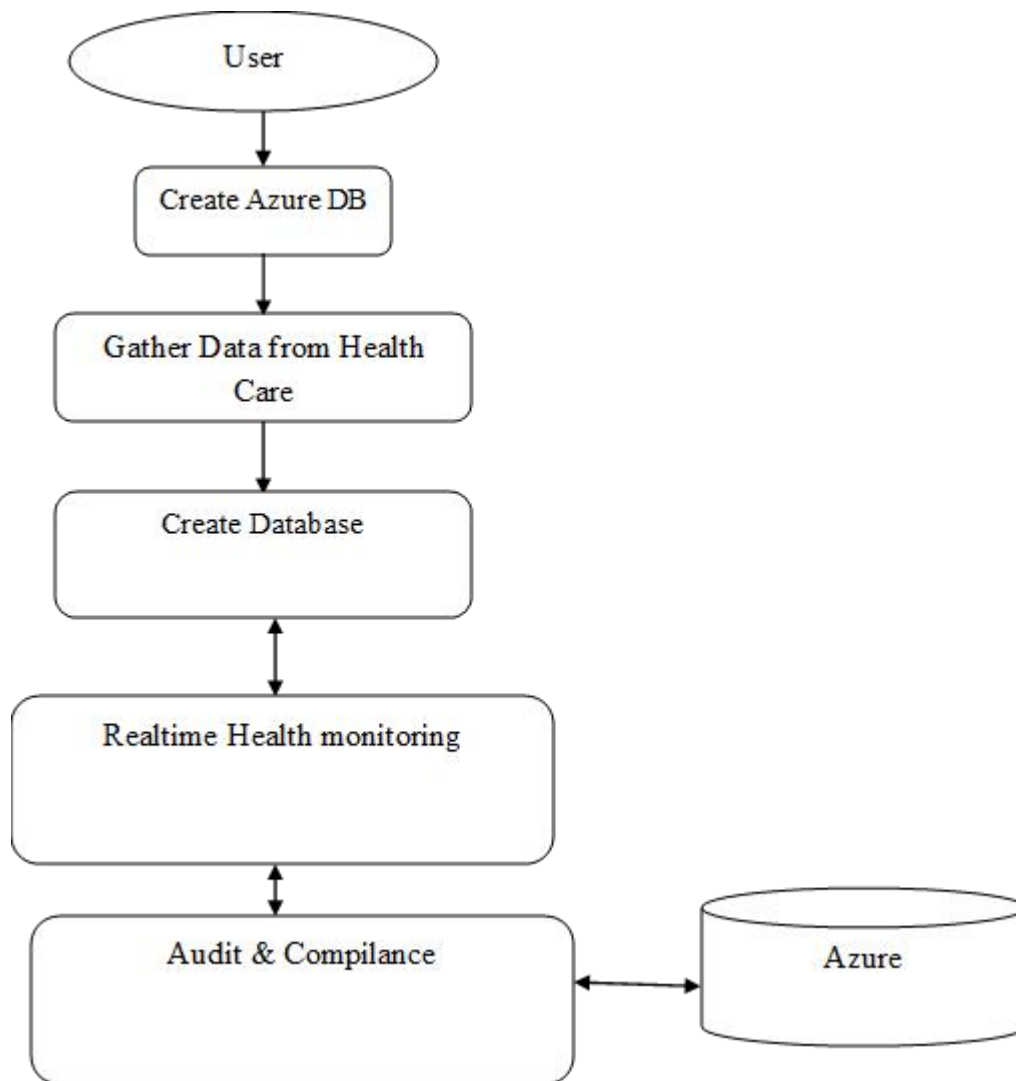 User
Create Azure DB
Gather Data from Health
Care
Create Database
Realtime Health monitoring
Audit & Compilance
Azure